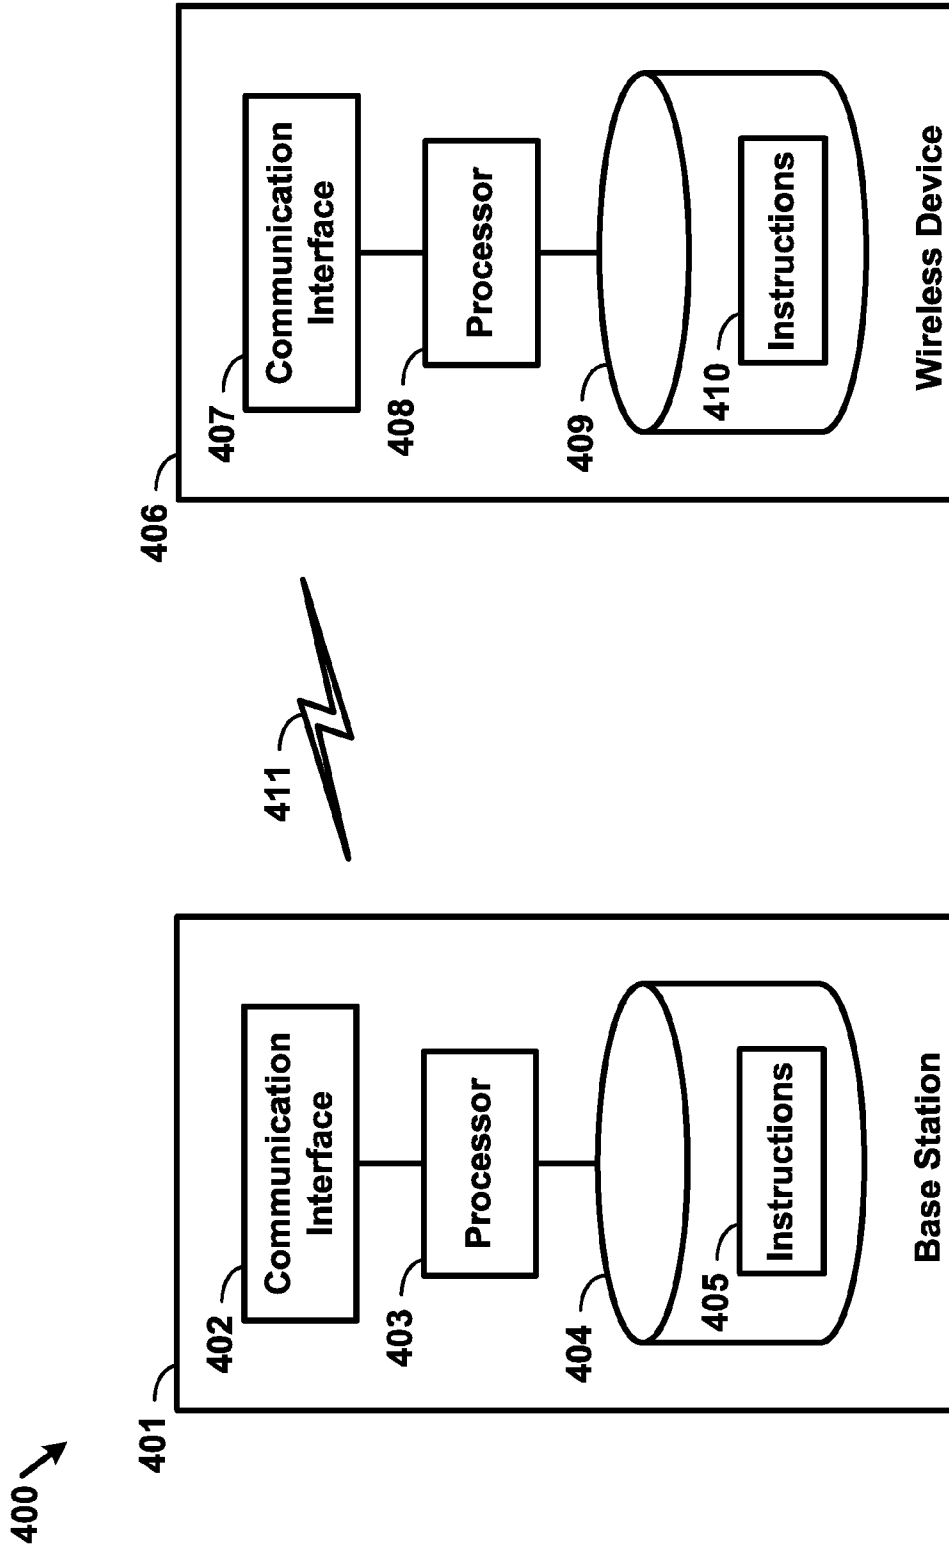 400
401
402
Communication
Interface
403
Processor
404
405
Instructions
Base Station
411
406
407
Communication
Interface
408
Processor
409
410
Instructions
Wireless Device